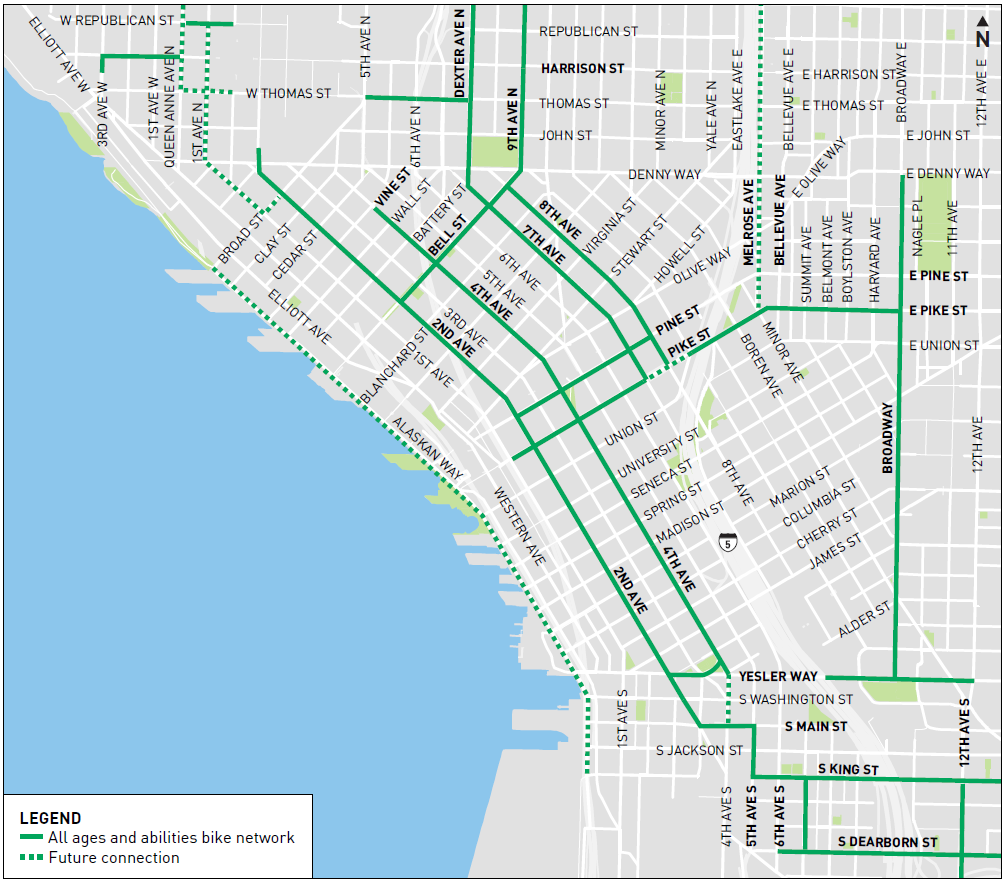 W REPUBLICAN ST
ELLIOTT AVE W
3RD AVE W
1ST AVE W
QUEEN ANNE AVE N
1ST AVE N
W THOMAS ST
5TH AVE N
6TH AVE N
DEXTER AVE N
9TH AVE N
REPUBLICAN ST
HARRISON ST
THOMAS ST
JOHN ST
DENNY WAY
MINOR AVE N
YALE AVE N
EASTLAKE AVE E
MELROSE AVE
BELLEVUE AVE E
BELLEVUE AVE
E HARRISON ST
E THOMAS ST
E OLIVE WAY
BROADWAY E
12TH AVE E
N
E JOHN ST
E DENNY WAY
NAGLE PL
11TH AVE
SUMMIT AVE
BELMONT AVE
BOYLSTON AVE
HARVARD AVE
E PINE ST
E PIKE ST
E UNION ST
VINE ST
WALL ST
BATTERY ST
BELL ST
BROAD ST
CLAY ST
CEDAR ST
8TH AVE
7TH AVE
VIRGINIA ST
STEWART ST
HOWELL ST
OLIVE WAY
6TH AVE
5TH AVE
4TH AVE
3RD AVE
2ND AVE
1ST AVE
BLANCHARD ST
ELLIOTT AVE
ALASKAN WAY
WESTERN AVE
PINE ST
PIKE ST
MINOR AVE
BOREN AVE
UNION ST
UNIVERSITY ST
SENECA ST
SPRING ST
MADISON ST
8TH AVE
MARION ST
COLUMBIA ST
CHERRY ST
JAMES ST
ALDER ST
BROADWAY
12TH AVE
5
4TH AVE
2ND AVE
YESLER WAY
S WASHINGTON ST
S MAIN ST
S JACKSON ST
S KING ST
S DEARBORN ST
1ST AVE S
4TH AVE S
5TH AVE S
6TH AVE S
12TH AVE S
LEGEND
All ages and abilities bike network
Future connection